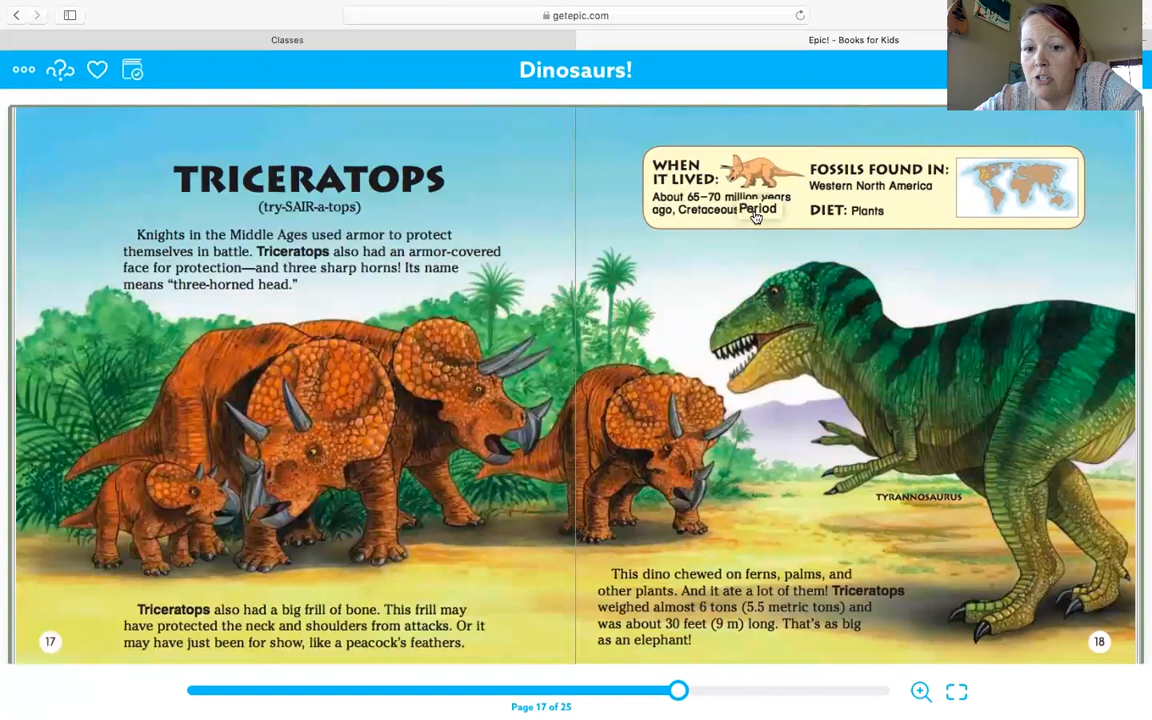 getepic.com
Classes
Epic! - Books for Kids
Dinosaurs!
TRICERATOPS
(try-SAIR-a-tops)
Knights in the Middle Ages used armor to protect
themselves in battle. Triceratops also had an armor-covered
face for protection—and three sharp horns! Its name
means “three-horned head.”
Triceratops also had a big frill of bone. This frill may
have protected the neck and shoulders from attacks. Or it
may have just been for show, like a peacock's feathers.
17
WHEN
IT LIVED:
About 65–70 million years
ago, Cretaceous Period
FOSSILS FOUND IN:
Western North America
DIET: Plants
TYRANNOSAURUS
This dino chewed on ferns, palms, and
other plants. And it ate a lot of them! Triceratops
weighed almost 6 tons (5.5 metric tons) and
was about 30 feet (9 m) long. That's as big
as an elephant!
18
Page 17 of 25